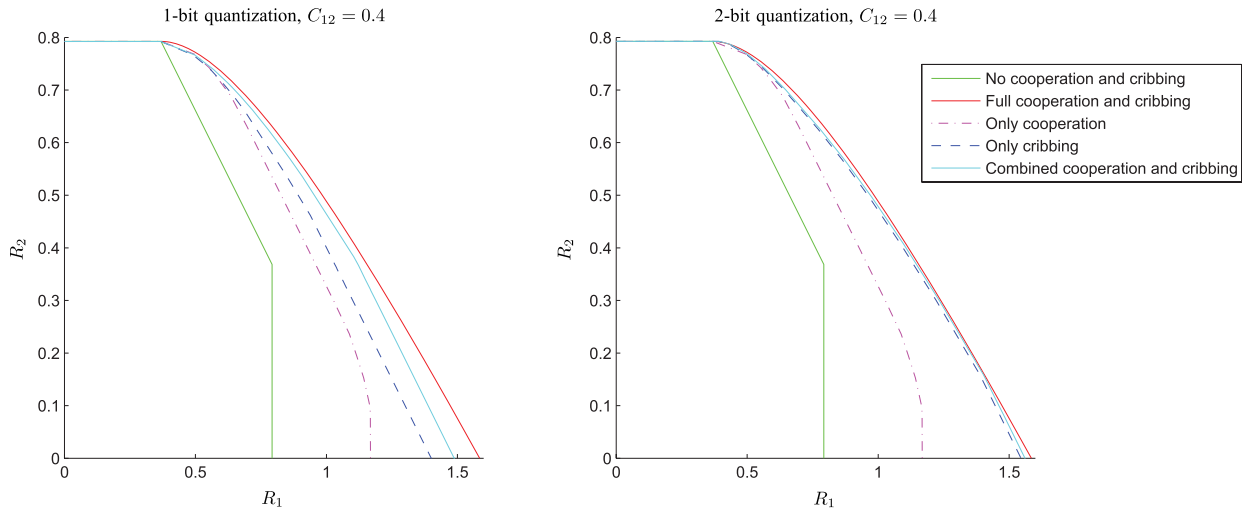 1-bit quantization, C₁₂ = 0.4
0.8
0.7
0.6
0.5
0.4
0.3
0.2
0.1
0
R₂
0 0.5 1 1.5
R₁
2-bit quantization, C₁₂ = 0.4
0.8
0.7
0.6
0.5
0.4
0.3
0.2
0.1
0
R₂
0 0.5 1 1.5
R₁
No cooperation and cribbing
Full cooperation and cribbing
Only cooperation
Only cribbing
Combined cooperation and cribbing